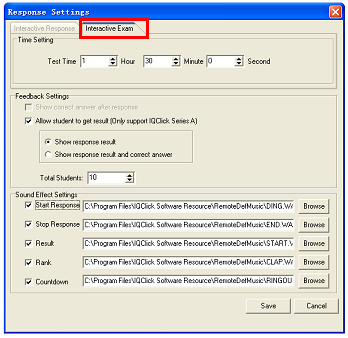 Response Settings
Interactive Response Interactive Exam
Time Setting
Test Time 1 Hour 30 Minute 0 Second
Feedback Settings
Show correct answer after response
Allow student to get result (Only support IQClick Series A)
Show response result
Show response result and correct answer
Total Students: 10
Sound Effect Settings
Start Response C:\Program Files\IQClick Software Resource\RemoteDefMusic\DING.WA Browse
Stop Response C:\Program Files\IQClick Software Resource\RemoteDefMusic\END.WA Browse
Result C:\Program Files\IQClick Software Resource\RemoteDefMusic\START.V Browse
Rank C:\Program Files\IQClick Software Resource\RemoteDefMusic\CLAP.WA Browse
Countdown C:\Program Files\IQClick Software Resource\RemoteDefMusic\RINGOU Browse
Save Cancel